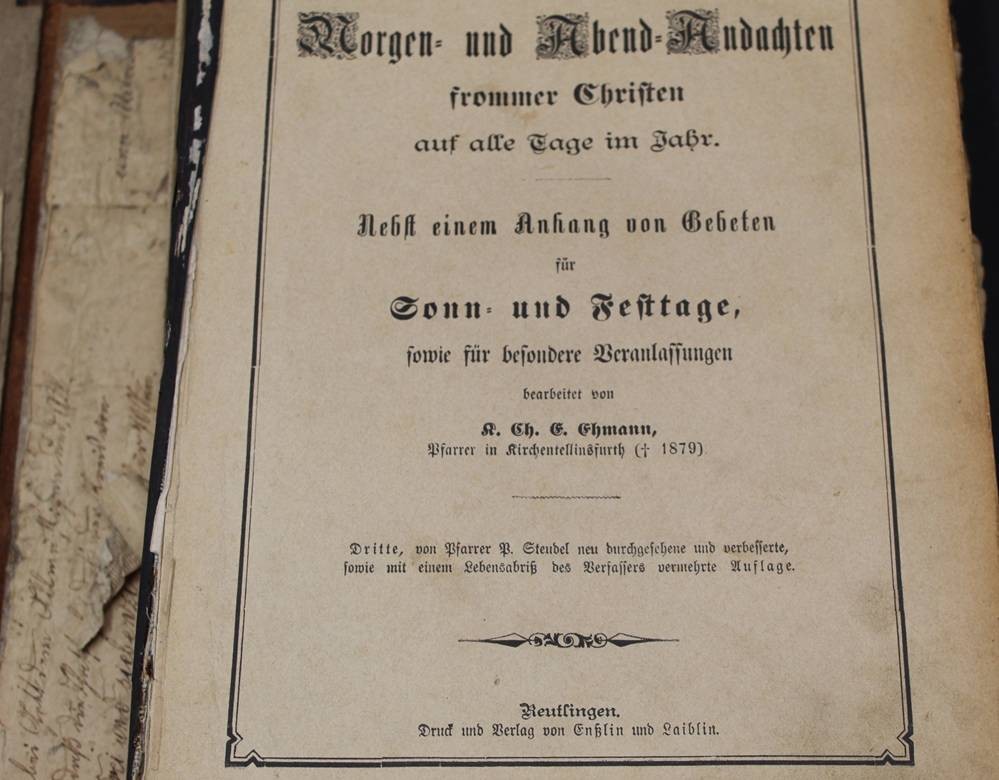 Morgen- und Abend-Andachten
frommer Christen
auf alle Tage im Jahr.
Nebst einem Anhang von Gebeten
für
Sonn- und Festtage,
sowie für besondere Veranlassungen
bearbeitet von
K. Ch. E. Ehmann,
Pfarrer in Kirchentellinsfurth († 1879)
Dritte, von Pfarrer P. Steudel neu durchgesehene und verbesserte,
sowie mit einem Lebensabriß des Verfassers vermehrte Auflage.
Reutlingen.
Druck und Verlag von Enßlin und Laiblin.